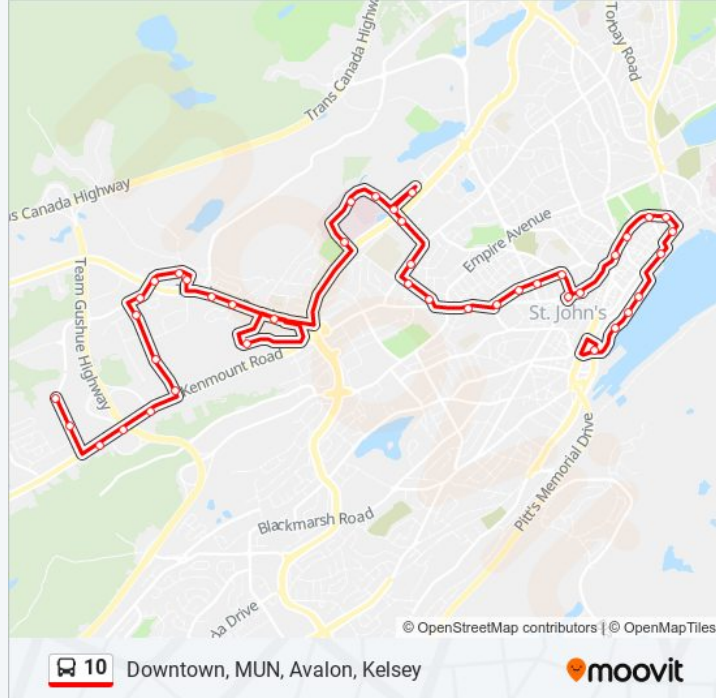 Torbay Road
Trans Canada Highway
s Canada Highway
Team Gushue Highway
Empire Avenue
St. John's
Kenmount Road
Pitt's Memorial Drive
Blackmarsh Road
a Drive
© OpenStreetMap contributors | © OpenMapTiles
10 Downtown, MUN, Avalon, Kelsey
moovit